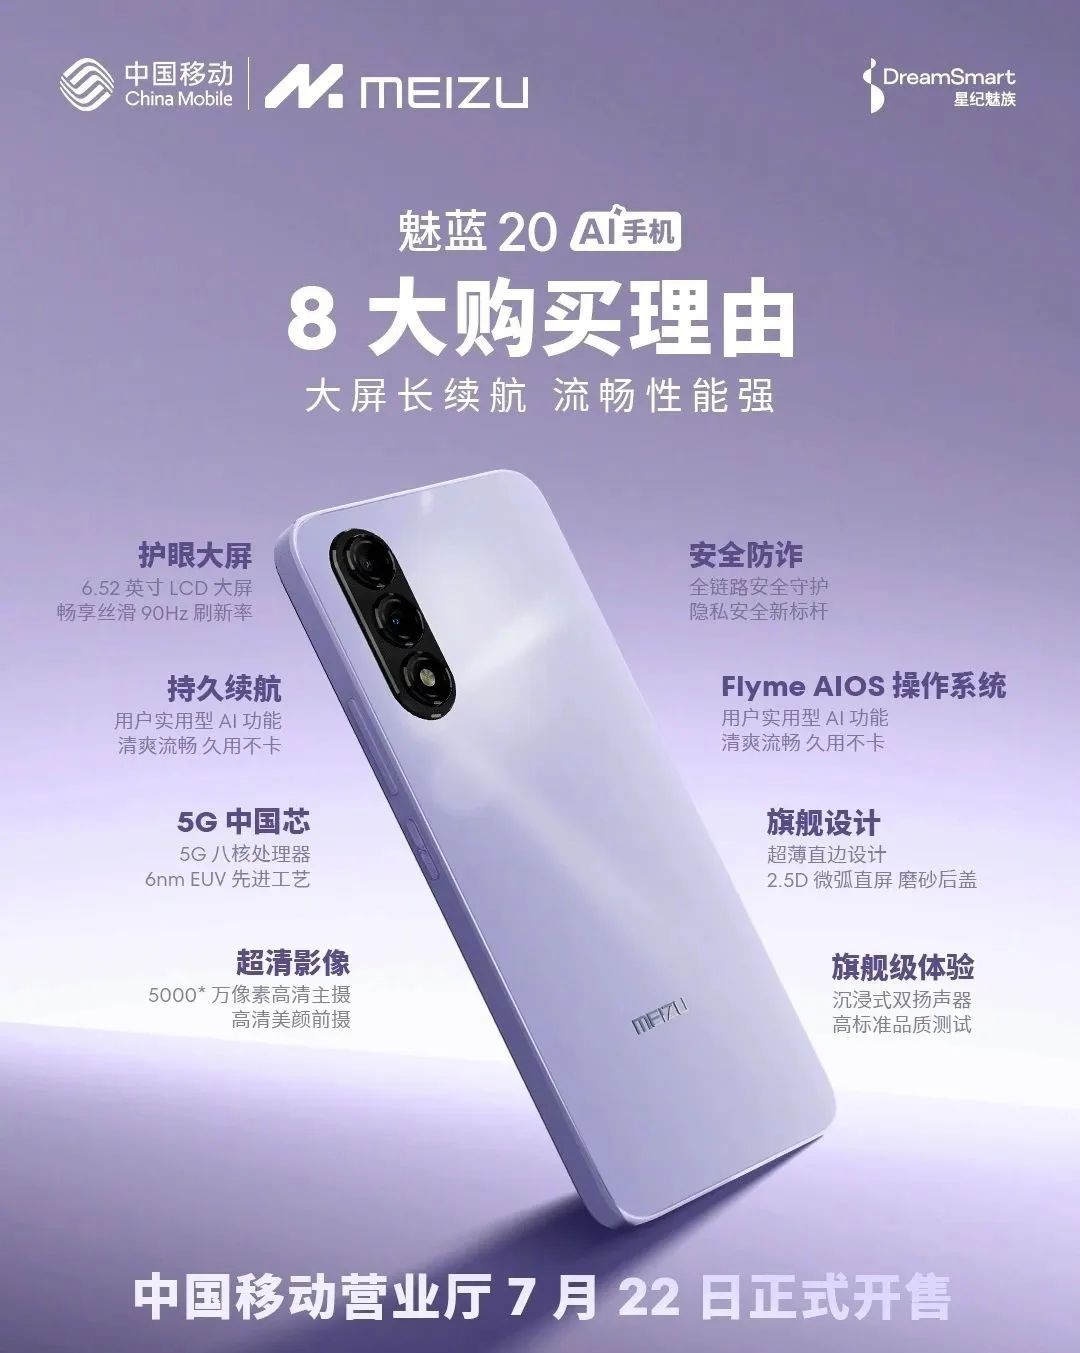 中国移动
China Mobile
MEIZU
DreamSmart
星纪魅族
魅蓝 20 AI手机
8 大购买理由
大屏长续航 流畅性能强
护眼大屏
6.52 英寸 LCD 大屏
畅享丝滑 90Hz 刷新率
持久续航
用户实用型 AI 功能
清爽流畅 久用不卡
5G 中国芯
5G 八核处理器
6nm EUV 先进工艺
超清影像
5000* 万像素高清主摄
高清美颜前摄
安全防诈
全链路安全守护
隐私安全新标杆
Flyme AIOS 操作系统
用户实用型 AI 功能
清爽流畅 久用不卡
旗舰设计
超薄直边设计
2.5D 微弧直屏 磨砂后盖
旗舰级体验
沉浸式双扬声器
高标准品质测试
MEIZU
中国移动营业厅 7 月 22 日正式开售